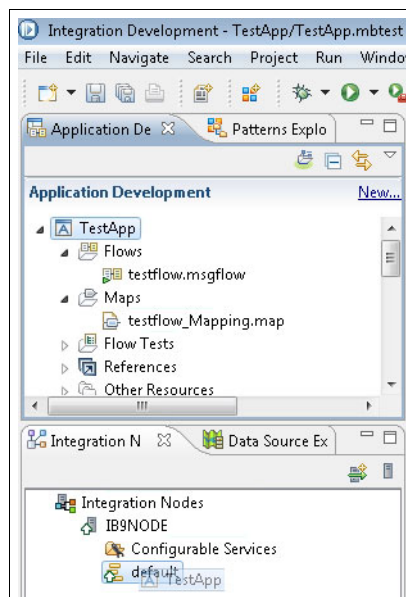 Integration Development - TestApp/TestApp.mbtest
File Edit Navigate Search Project Run Windo
Application De
Patterns Explo
Application Development New...
TestApp
Flows
testflow.msgflow
Maps
testflow_Mapping.map
Flow Tests
References
Other Resources
Integration N
Data Source Ex
Integration Nodes
IB9NODE
Configurable Services
default
TestApp